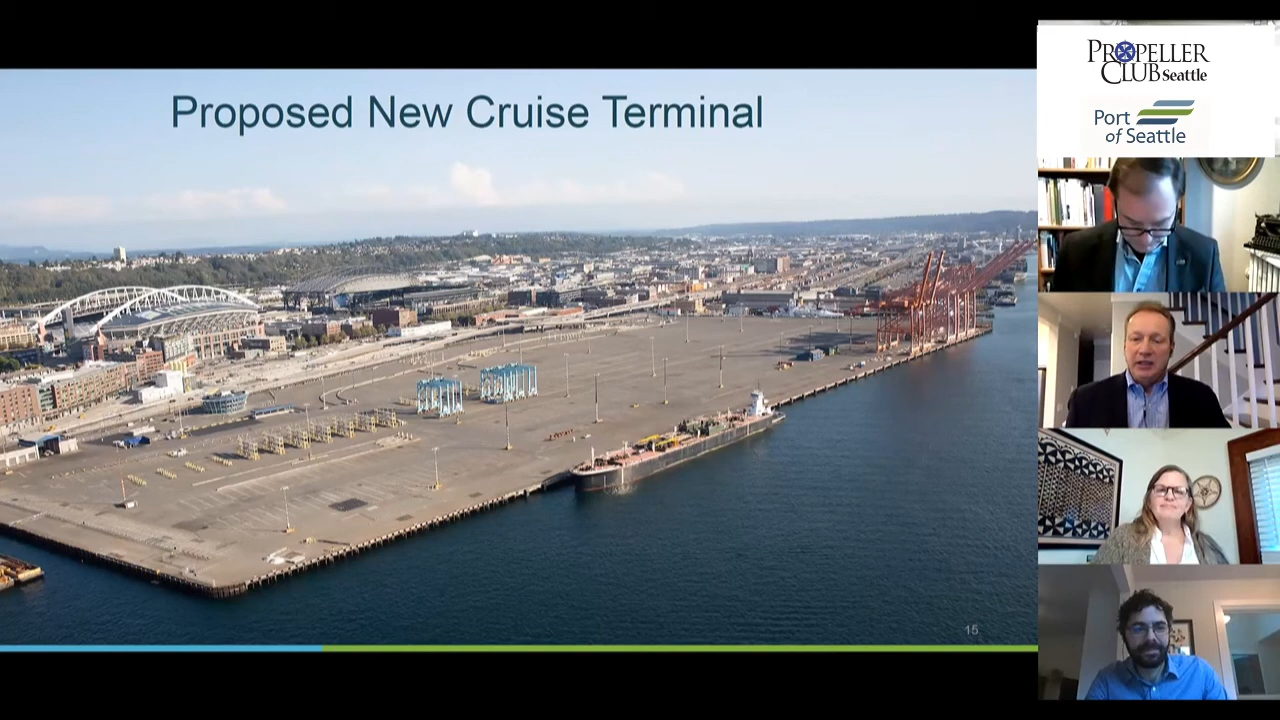 Proposed New Cruise Terminal
15
PROPELLER
CLUB Seattle
Port
of Seattle